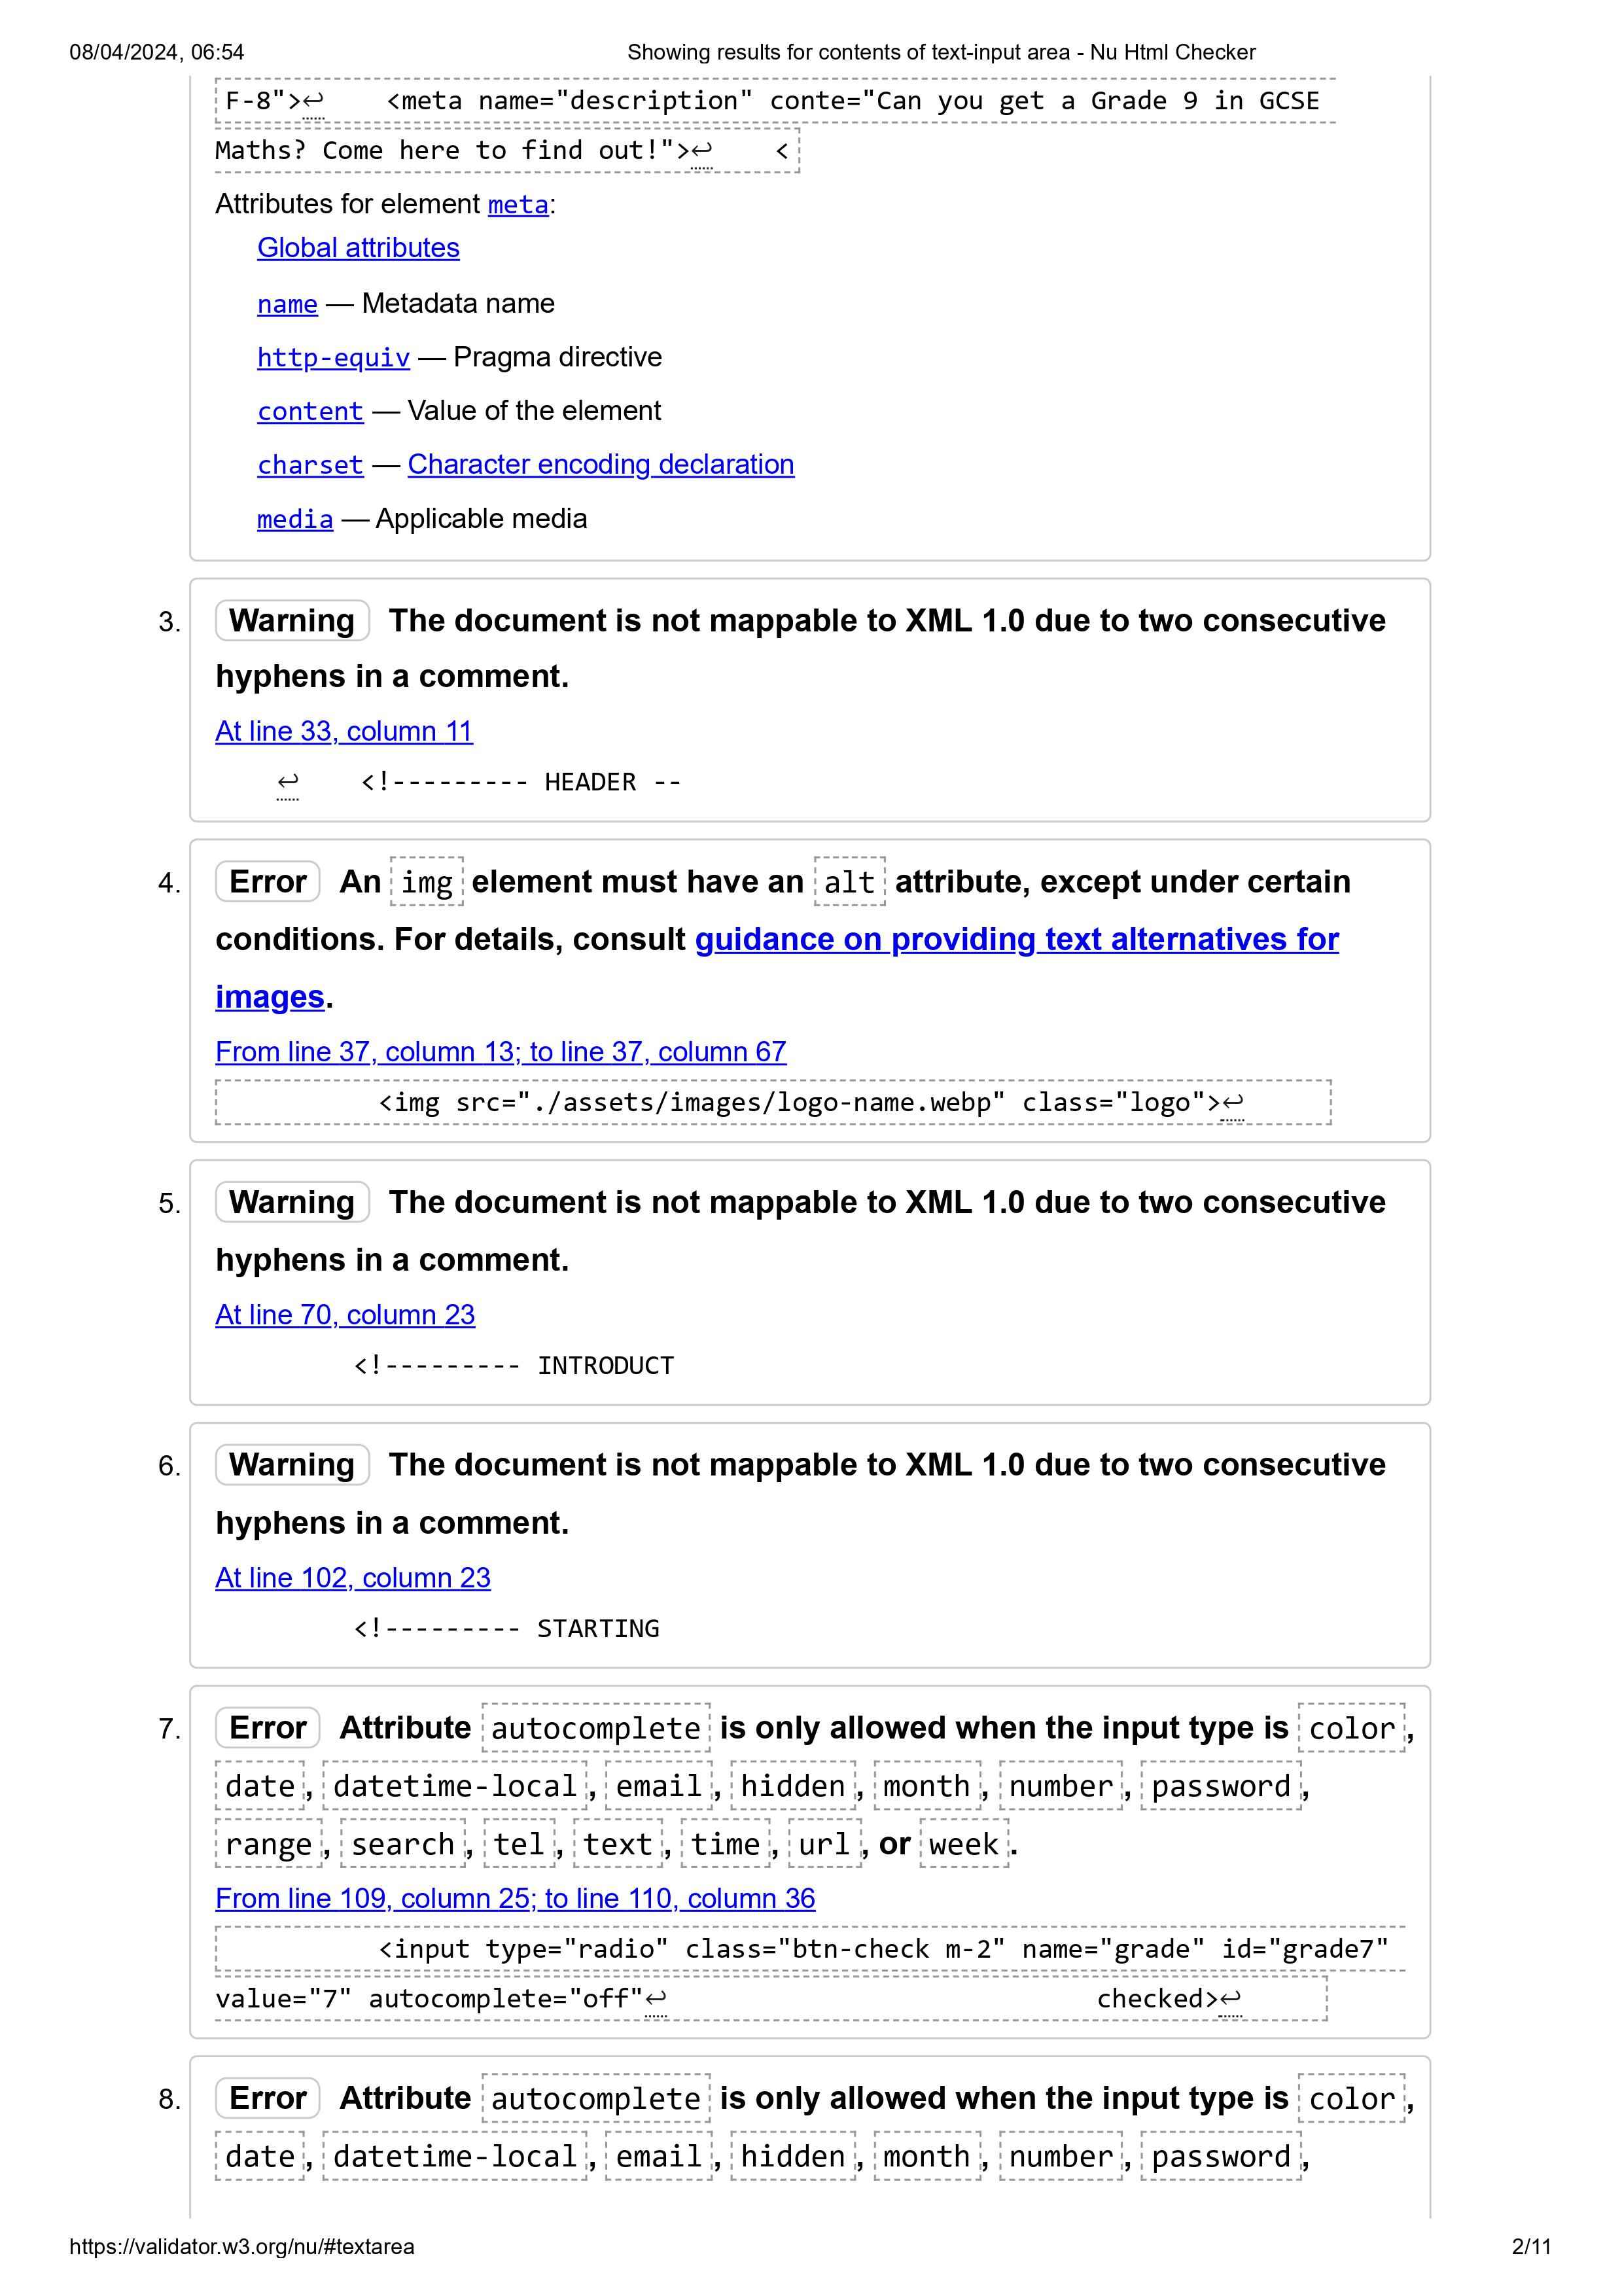 08/04/2024, 06:54 Showing results for contents of text-input area - Nu Html Checker
F-8">↩    <meta name="description" conte="Can you get a Grade 9 in GCSE
Maths? Come here to find out!">↩    <
Attributes for element meta:
Global attributes
name — Metadata name
http-equiv — Pragma directive
content — Value of the element
charset — Character encoding declaration
media — Applicable media
3. Warning The document is not mappable to XML 1.0 due to two consecutive
hyphens in a comment.
At line 33, column 11
↩    <!--------- HEADER --
4. Error An img element must have an alt attribute, except under certain
conditions. For details, consult guidance on providing text alternatives for
images.
From line 37, column 13; to line 37, column 67
<img src="./assets/images/logo-name.webp" class="logo">↩
5. Warning The document is not mappable to XML 1.0 due to two consecutive
hyphens in a comment.
At line 70, column 23
<!--------- INTRODUCT
6. Warning The document is not mappable to XML 1.0 due to two consecutive
hyphens in a comment.
At line 102, column 23
<!--------- STARTING
7. Error Attribute autocomplete is only allowed when the input type is color,
date, datetime-local, email, hidden, month, number, password,
range, search, tel, text, time, url, or week.
From line 109, column 25; to line 110, column 36
<input type="radio" class="btn-check m-2" name="grade" id="grade7"
value="7" autocomplete="off"↩                            checked>↩
8. Error Attribute autocomplete is only allowed when the input type is color,
date, datetime-local, email, hidden, month, number, password,
https://validator.w3.org/nu/#textarea 2/11